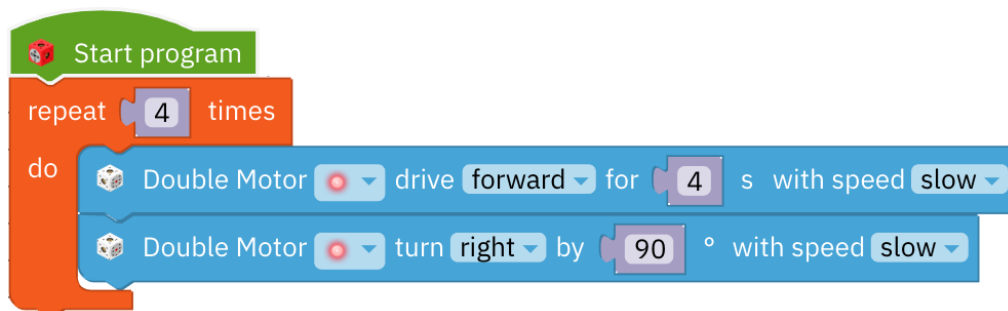 Start program
repeat 4 times
do
Double Motor drive forward for 4 s with speed slow
Double Motor turn right by 90 ° with speed slow